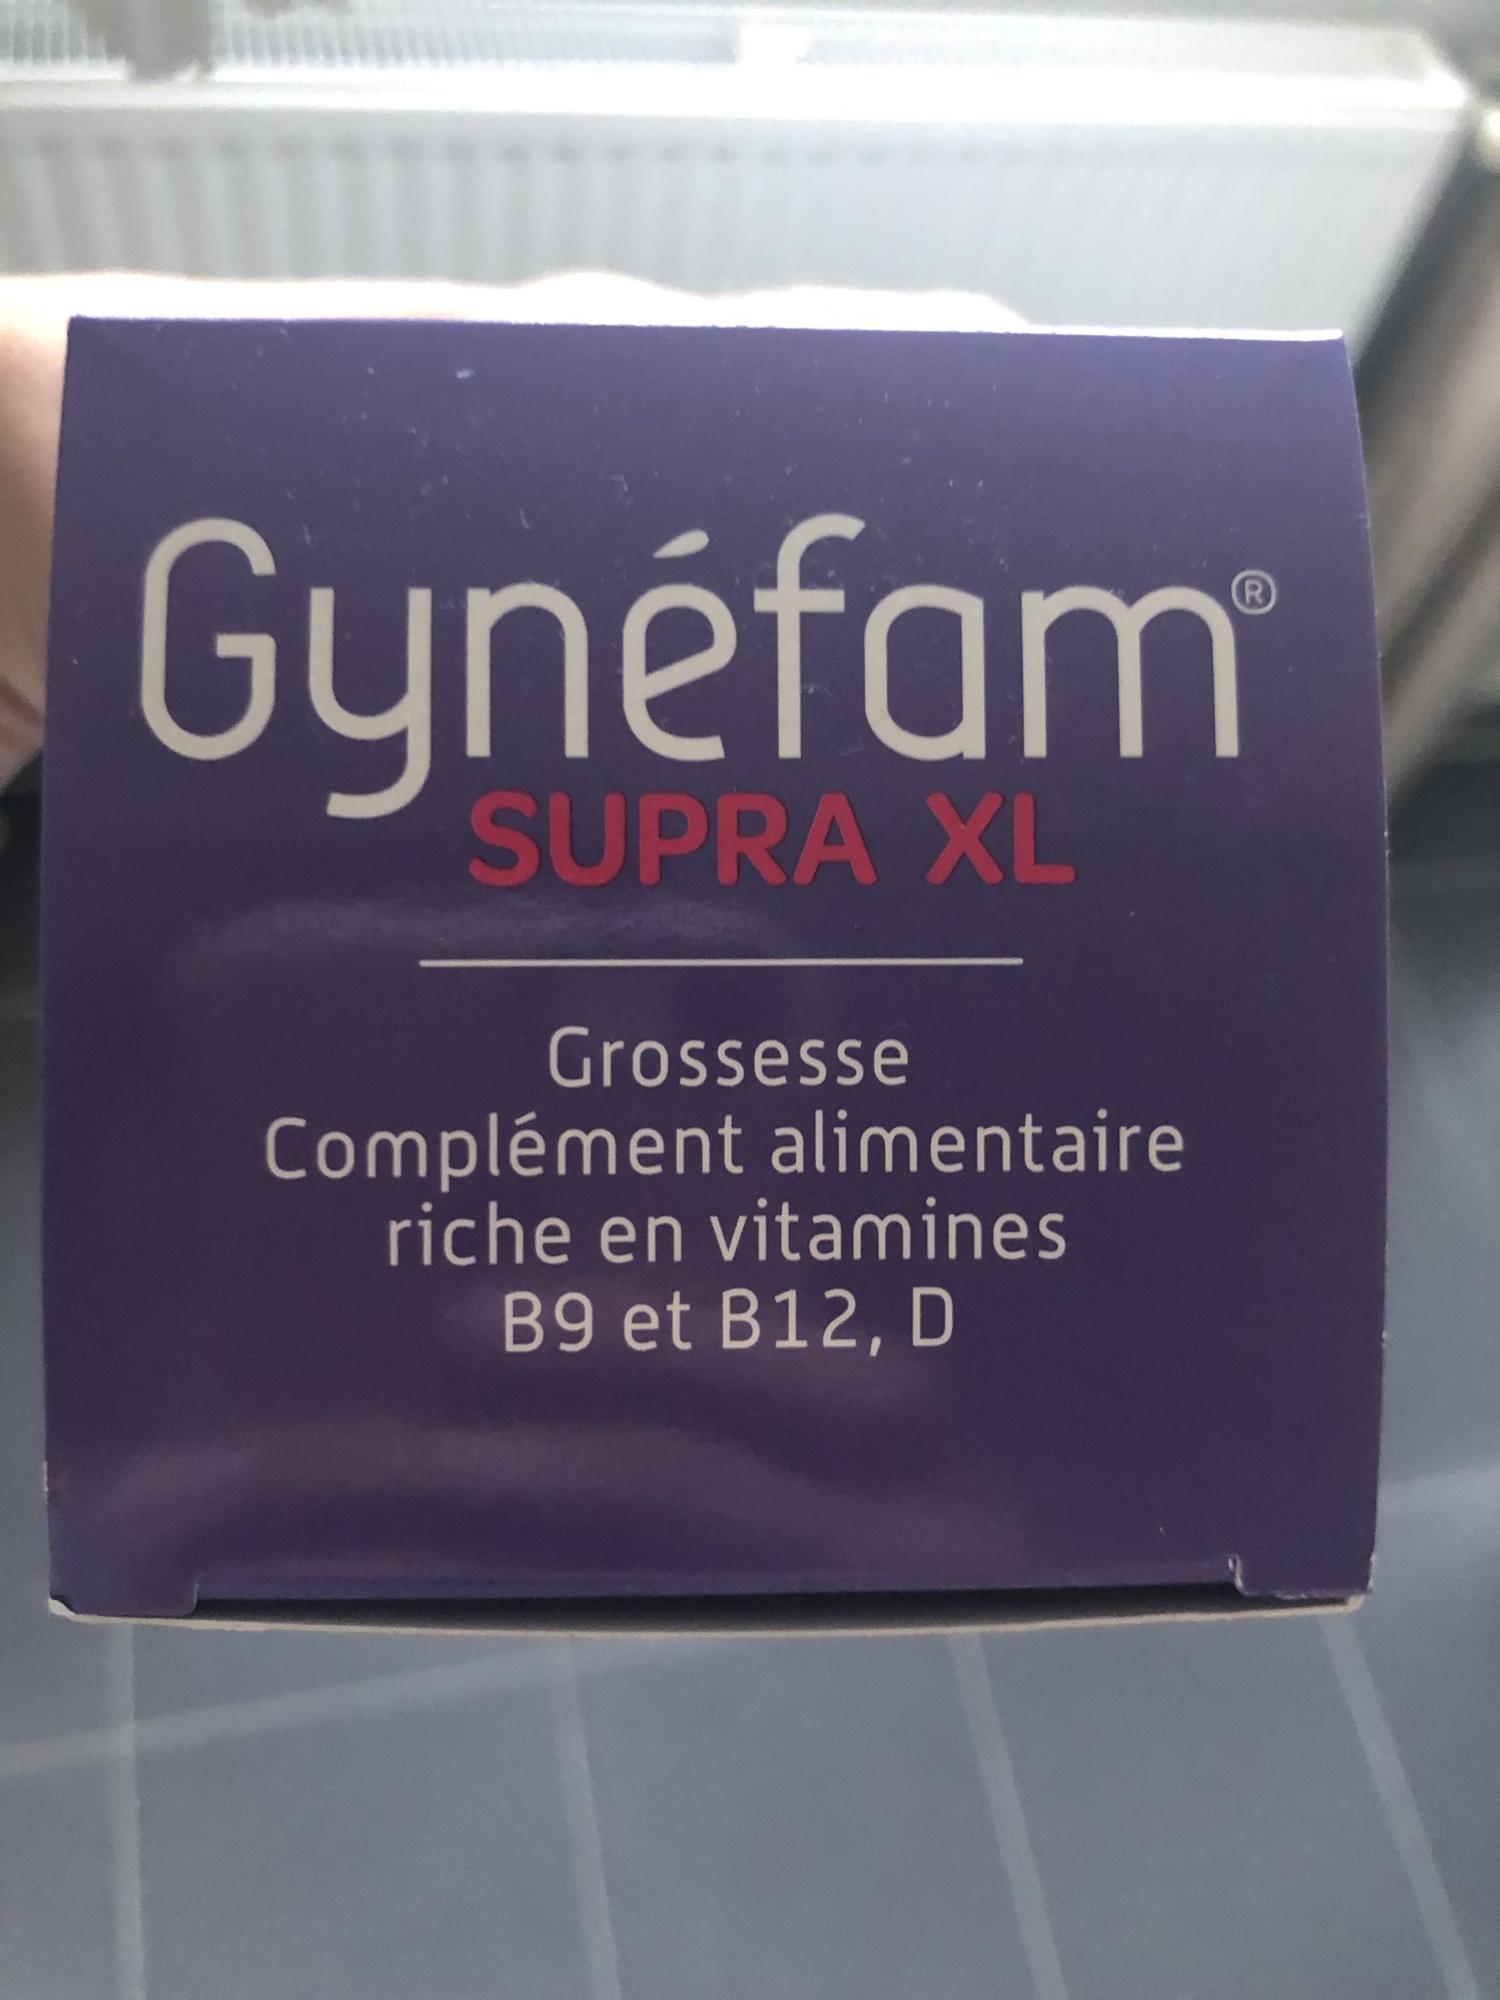 Gynéfam®
SUPRA XL
Grossesse
Complément alimentaire
riche en vitamines
B9 et B12, D